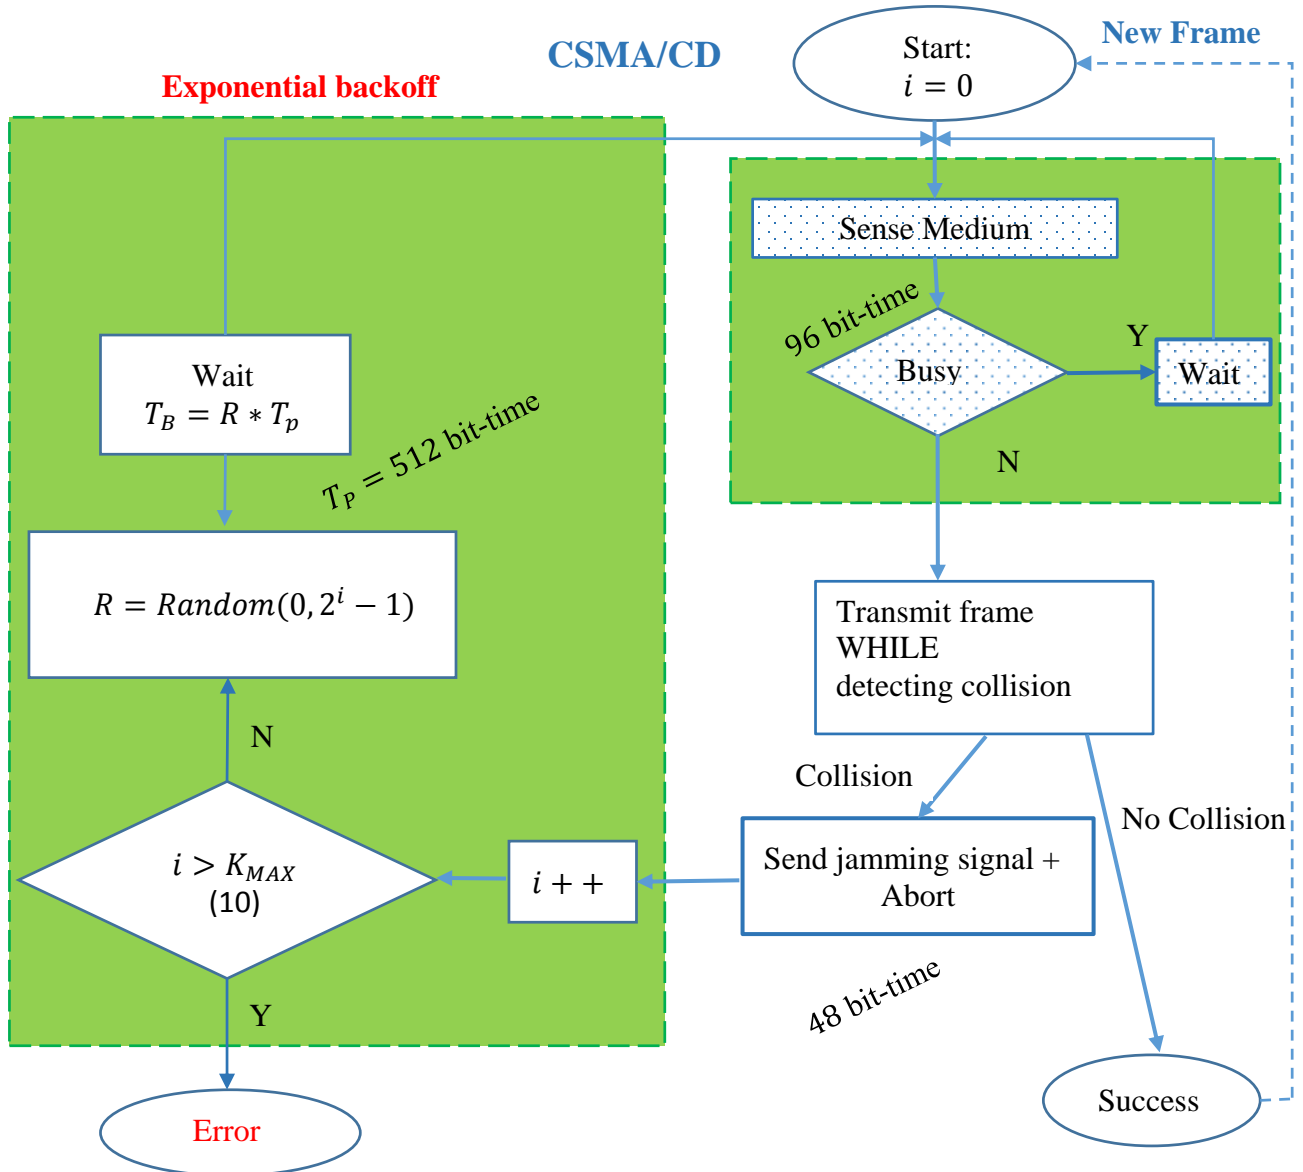 CSMA/CD
New Frame
Start:
𝑖 = 0
Exponential backoff
Sense Medium
96 bit-time
Busy
Y
Wait
N
Wait
𝑇_𝐵 = 𝑅 ∗ 𝑇_𝑝
𝑇_𝑃 = 512 bit-time
𝑅 = 𝑅𝑎𝑛𝑑𝑜𝑚(0, 2^𝑖 − 1)
Transmit frame
WHILE
detecting collision
N
Collision
No Collision
Send jamming signal +
Abort
48 bit-time
𝑖 + +
𝑖 > 𝐾_𝑀𝐴𝑋
(10)
Y
Error
Success